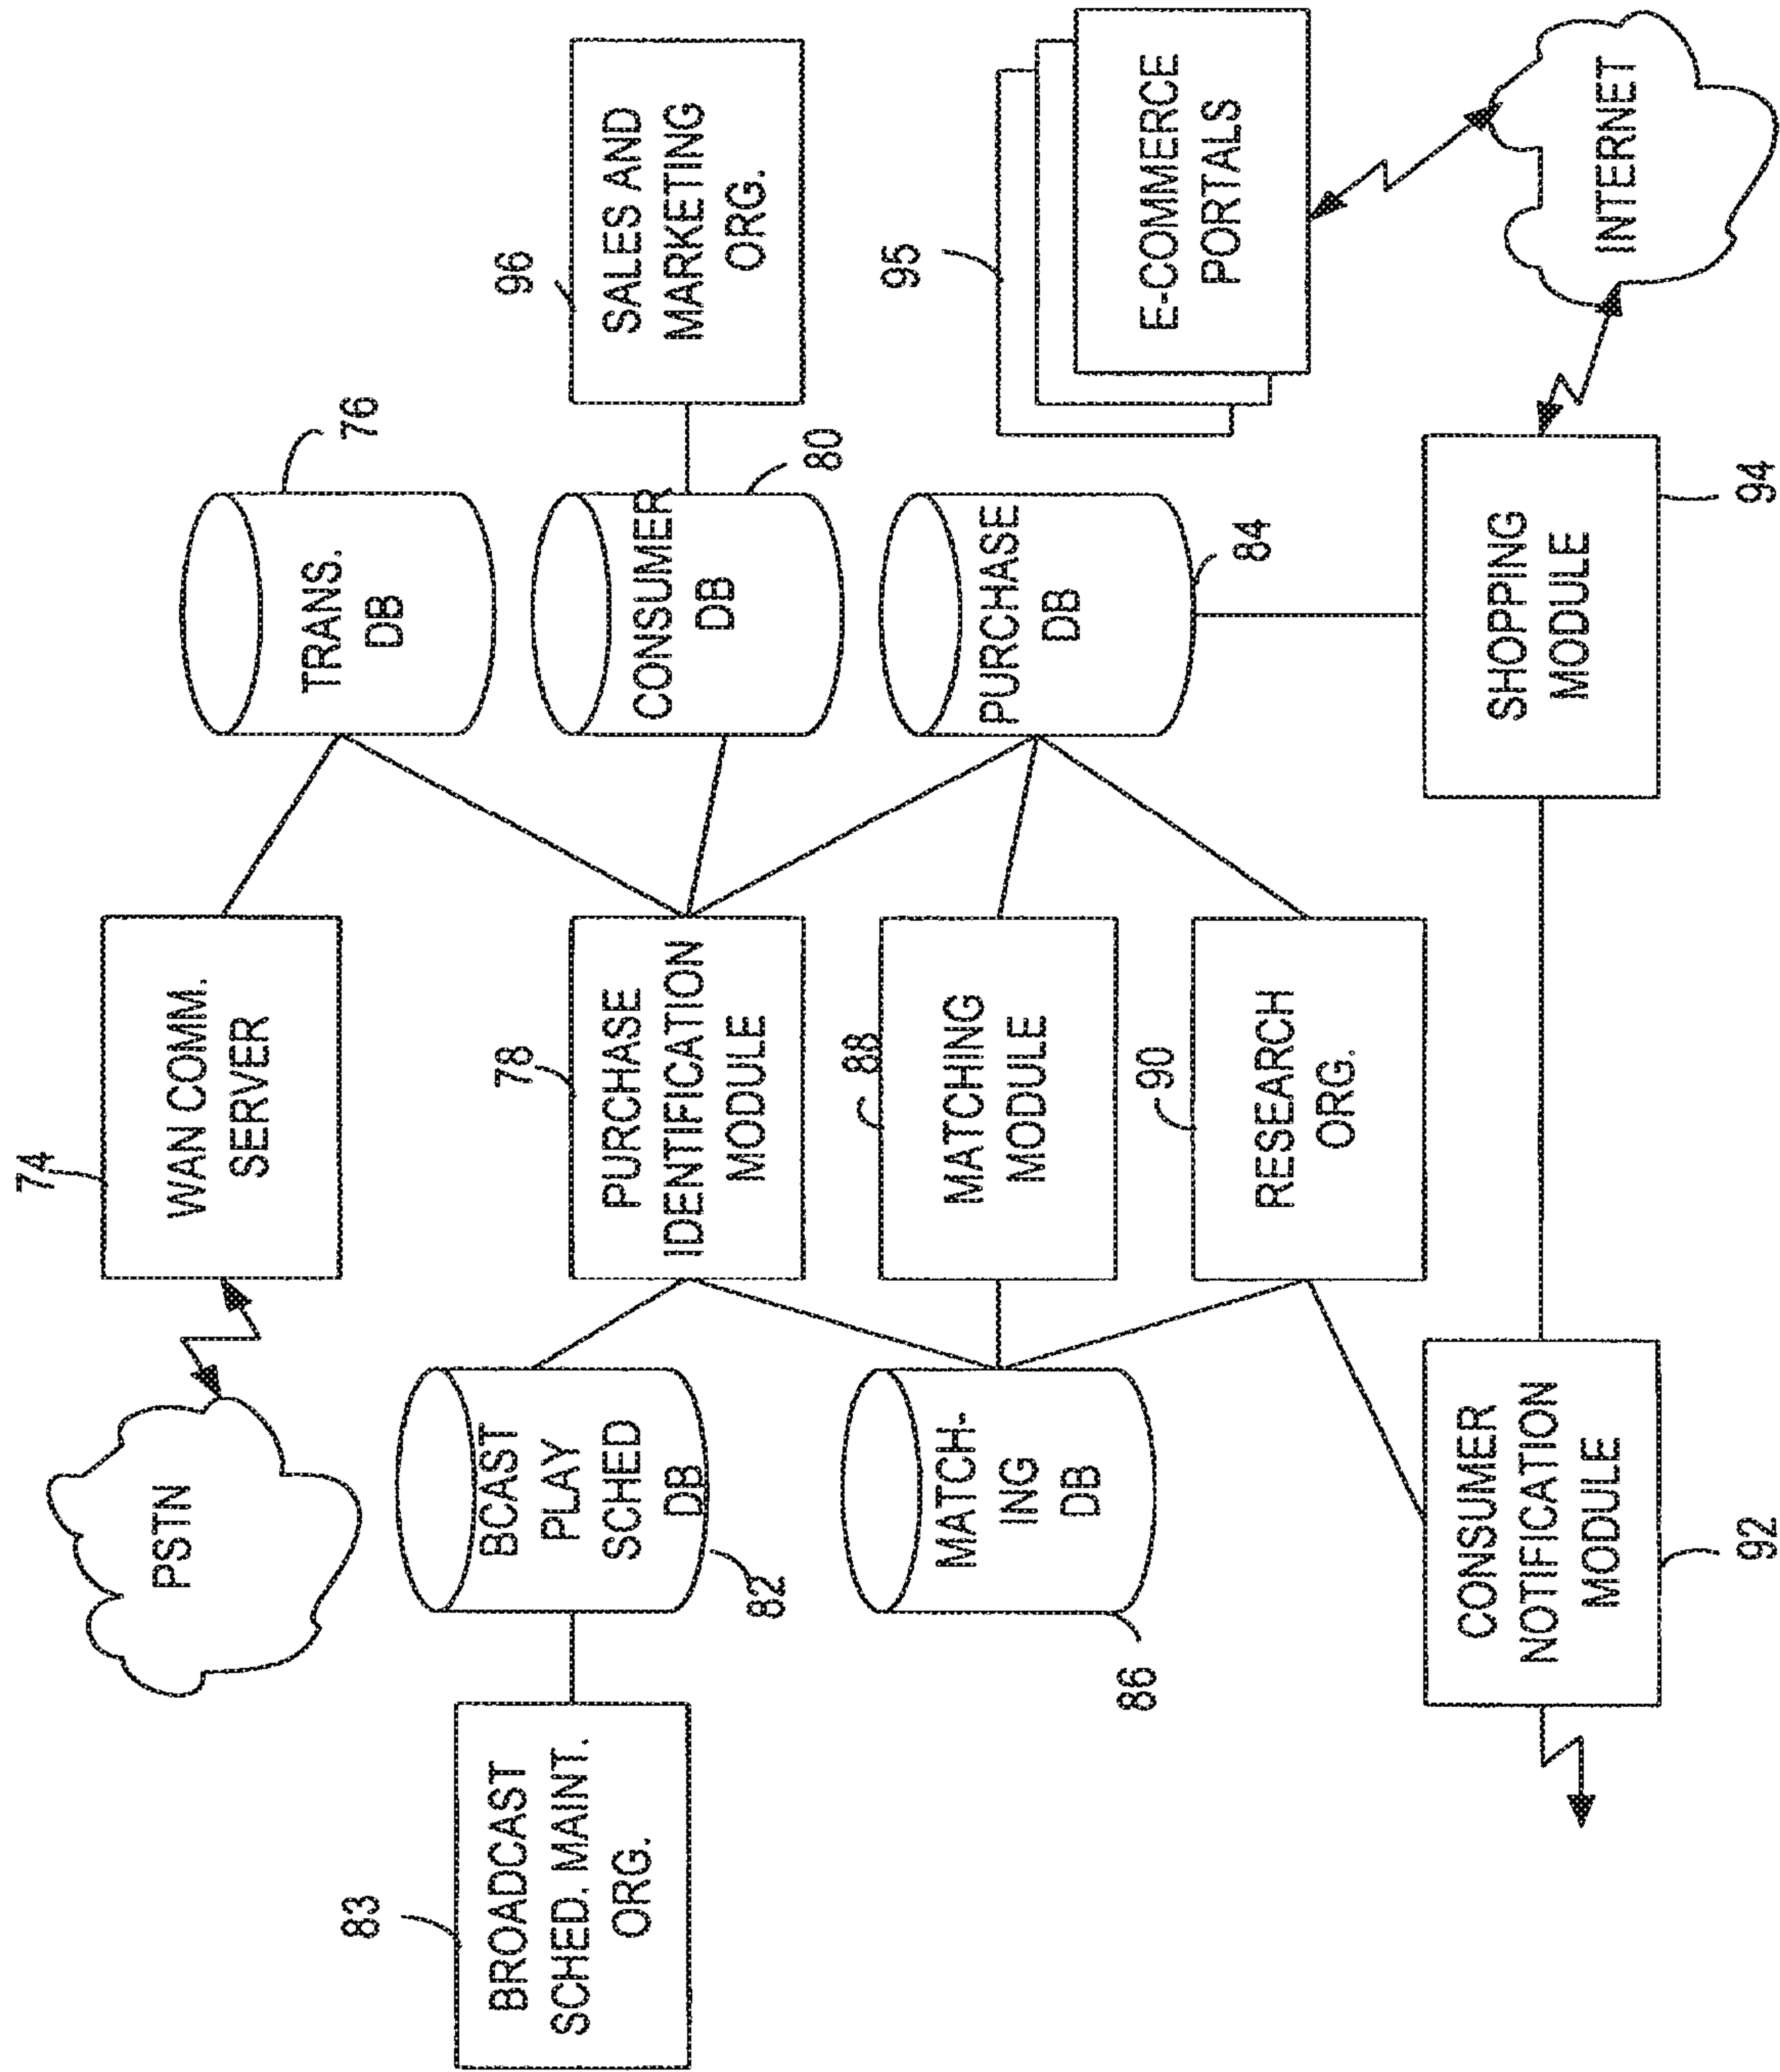 74
WAN COMM.
SERVER
PSTN
TRANS.
DB
76
83
BROADCAST
SCHED. MAINT.
ORG.
BCAST
PLAY
SCHED
DB
82
78
PURCHASE
IDENTIFICATION
MODULE
CONSUMER
DB
80
96
SALES AND
MARKETING
ORG.
MATCH-
ING
DB
86
88
MATCHING
MODULE
PURCHASE
DB
84
95
E-COMMERCE
PORTALS
90
RESEARCH
ORG.
CONSUMER
NOTIFICATION
MODULE
92
SHOPPING
MODULE
94
INTERNET